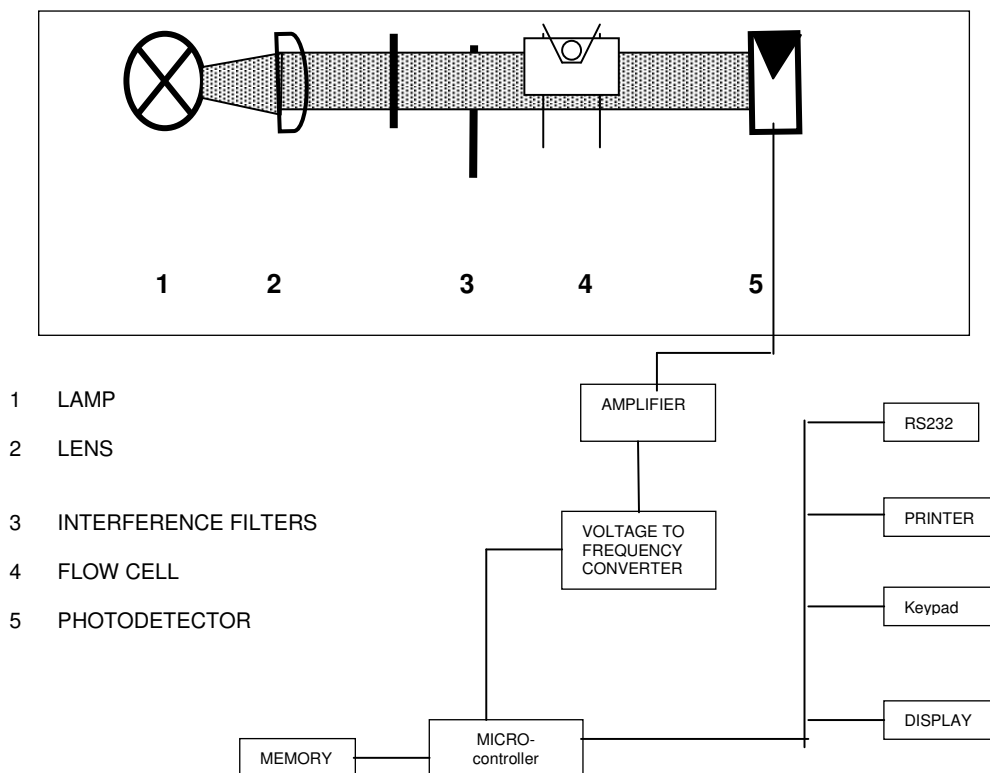 1 2 3 4 5
1 LAMP
2 LENS
3 INTERFERENCE FILTERS
4 FLOW CELL
5 PHOTODETECTOR
AMPLIFIER
VOLTAGE TO
FREQUENCY
CONVERTER
RS232
PRINTER
Keypad
DISPLAY
MICRO-
controller
MEMORY